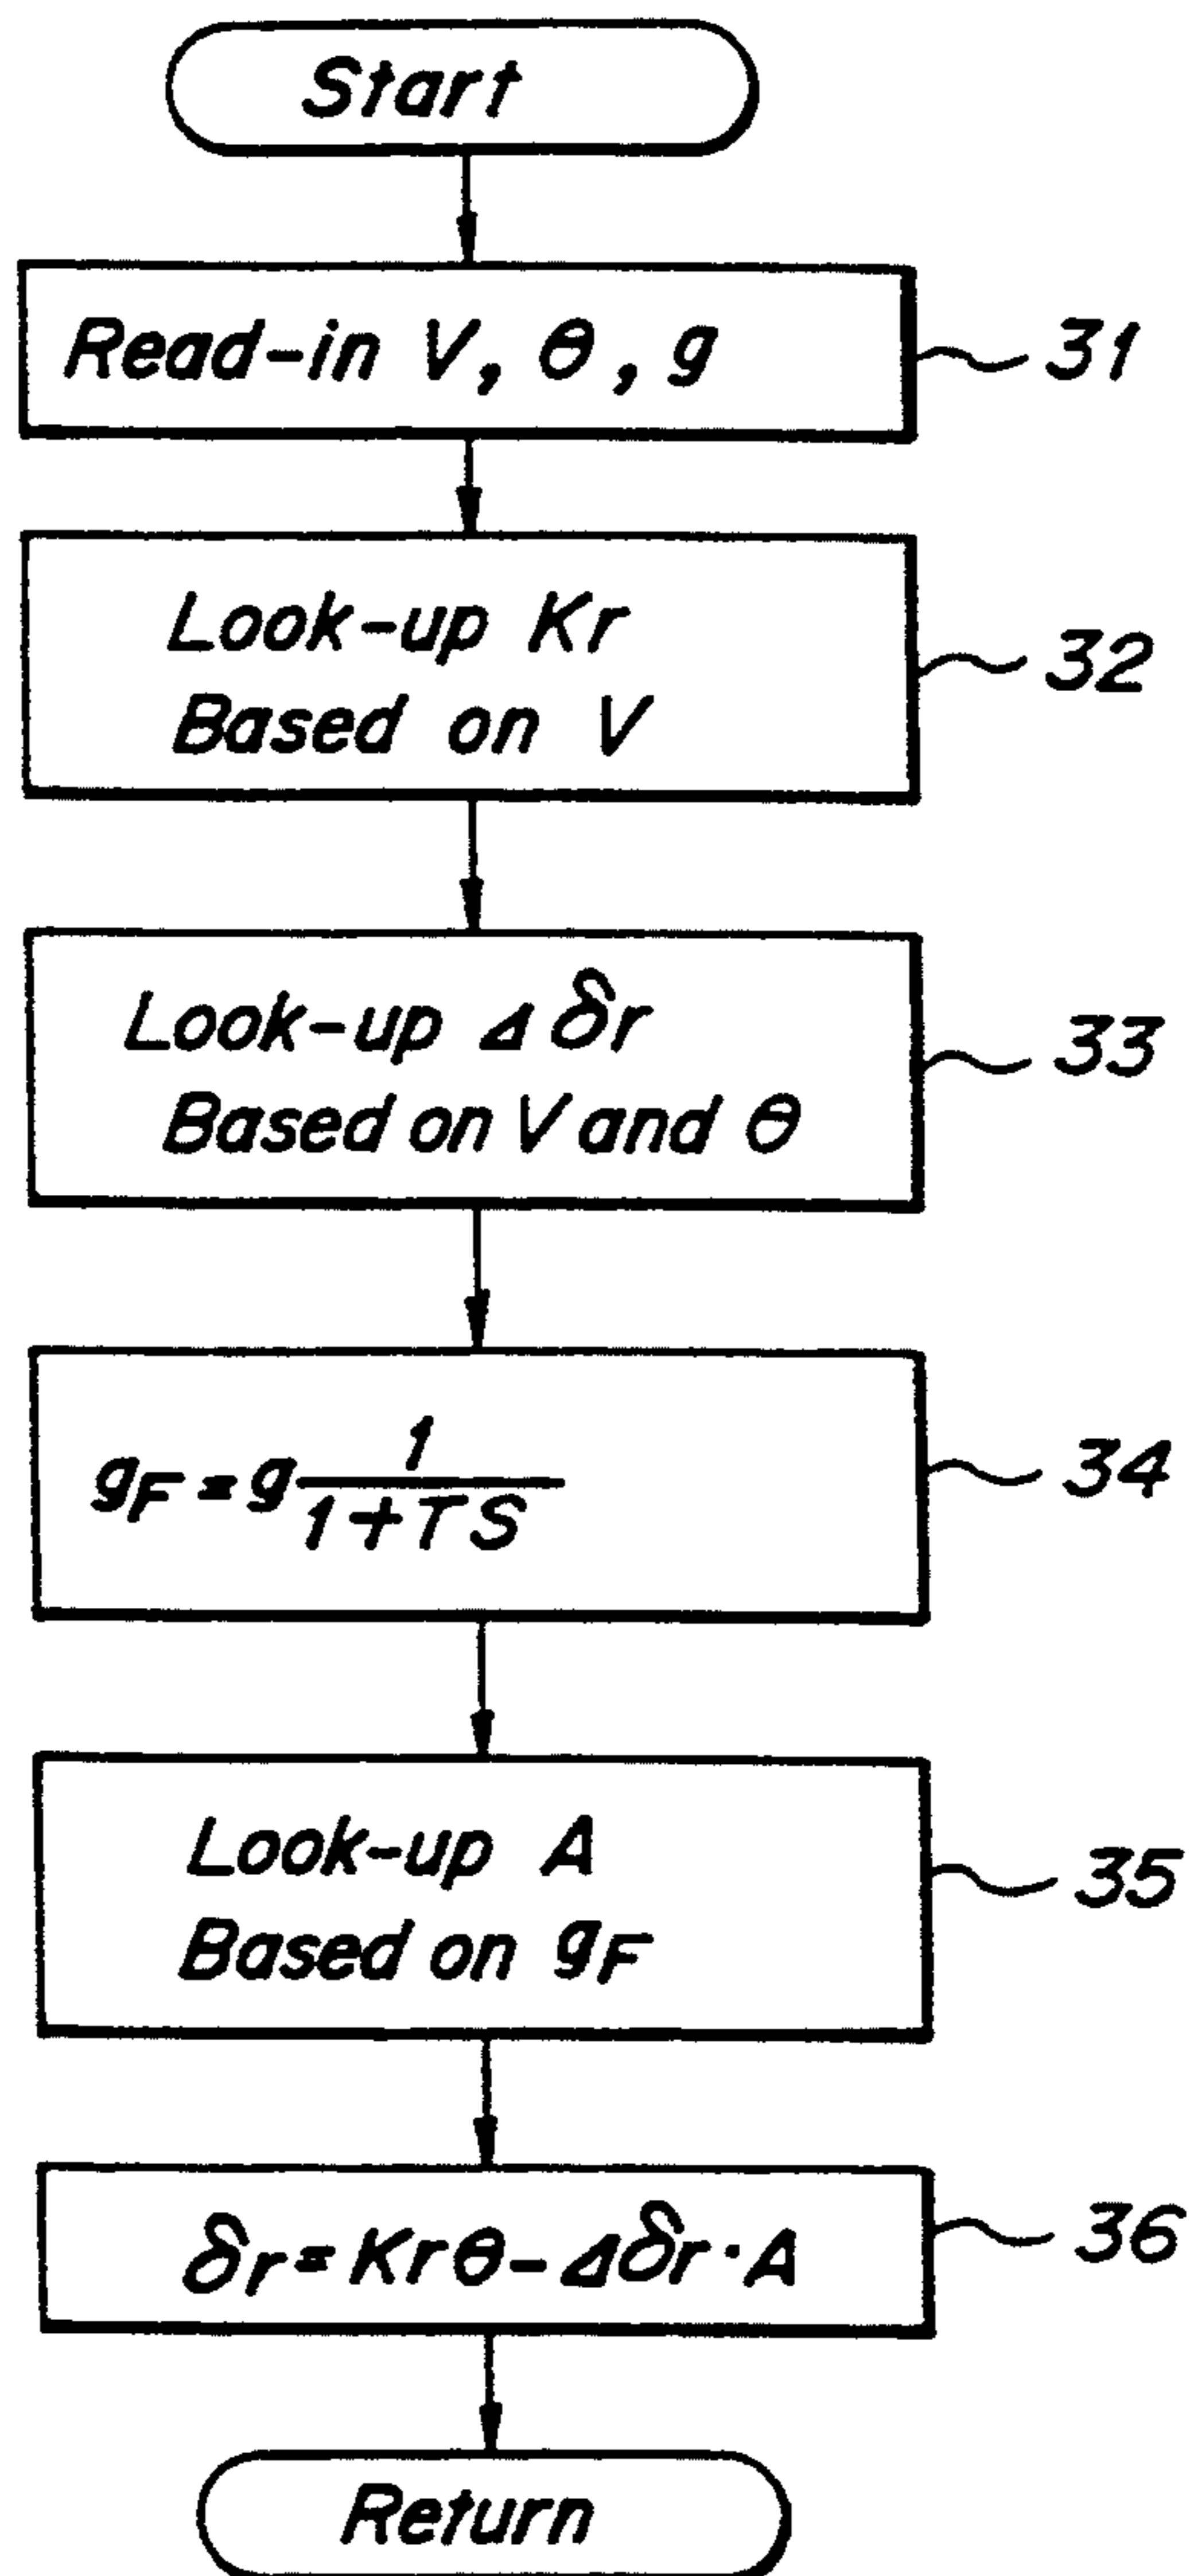 Start
Read-in V, θ, g
31
Look-up Kr
Based on V
32
Look-up Δδr
Based on V and θ
33
gF = g 1/(1+TS)
34
Look-up A
Based on gF
35
δr = Krθ - Δδr · A
36
Return